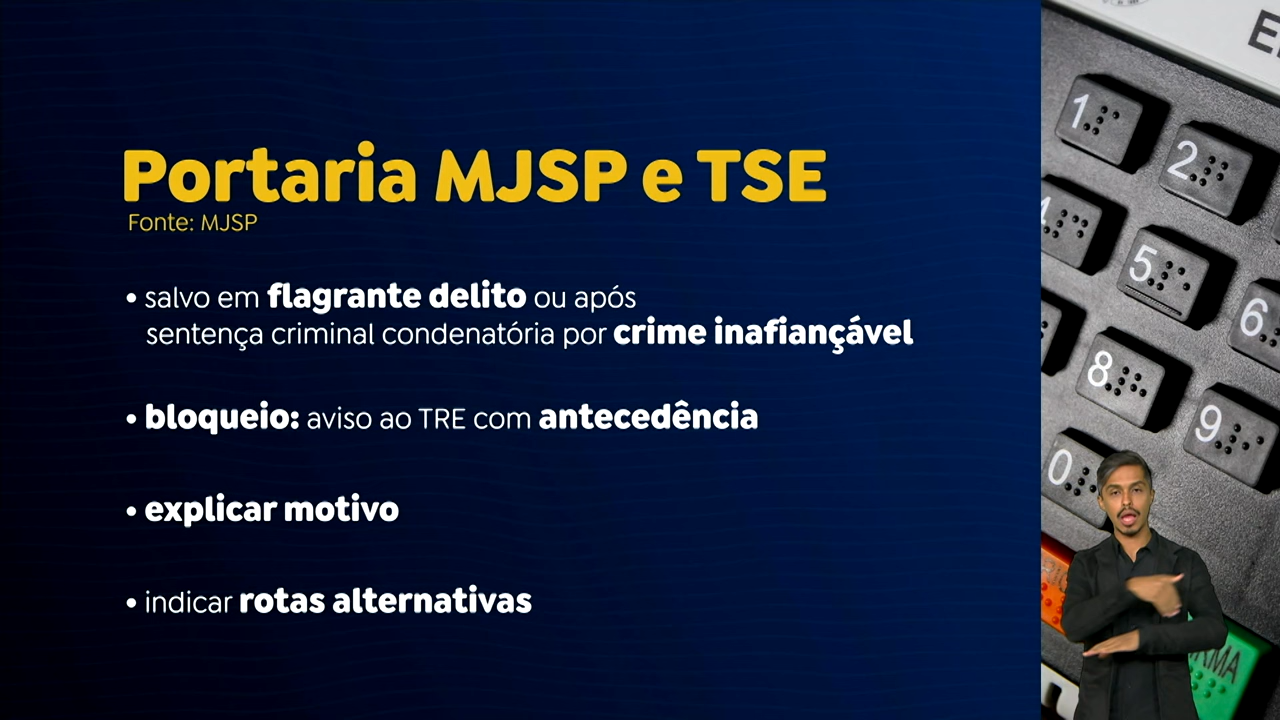 Portaria MJSP e TSE
Fonte: MJSP
• salvo em flagrante delito ou após
sentença criminal condenatória por crime inafiançável
• bloqueio: aviso ao TRE com antecedência
• explicar motivo
• indicar rotas alternativas
1
2
4
5
6
8
9
0